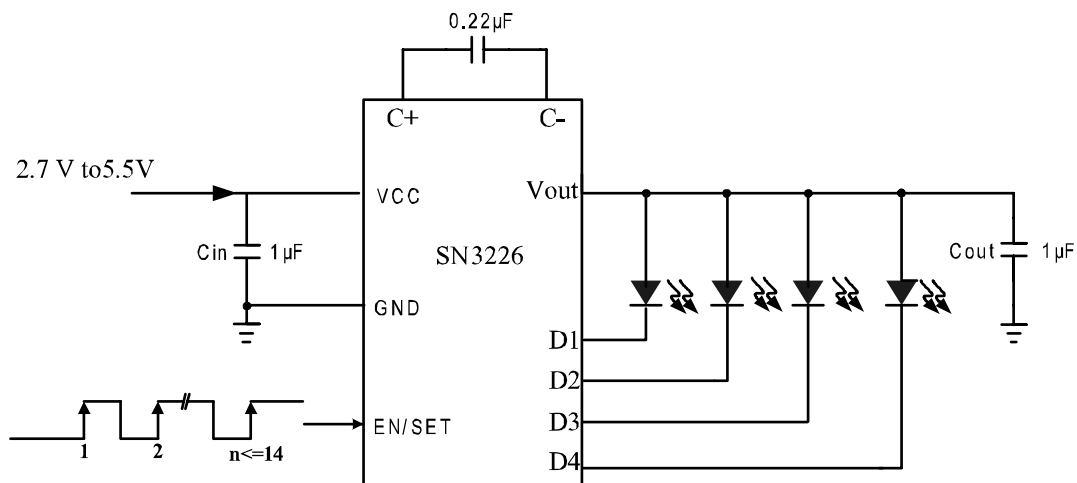 0.22µF
C+ C-
2.7 V to5.5V
VCC
Vout
Cin 1µF
SN3226
Cout 1µF
GND
D1
D2
D3
EN/SET
D4
1 2 n<=14